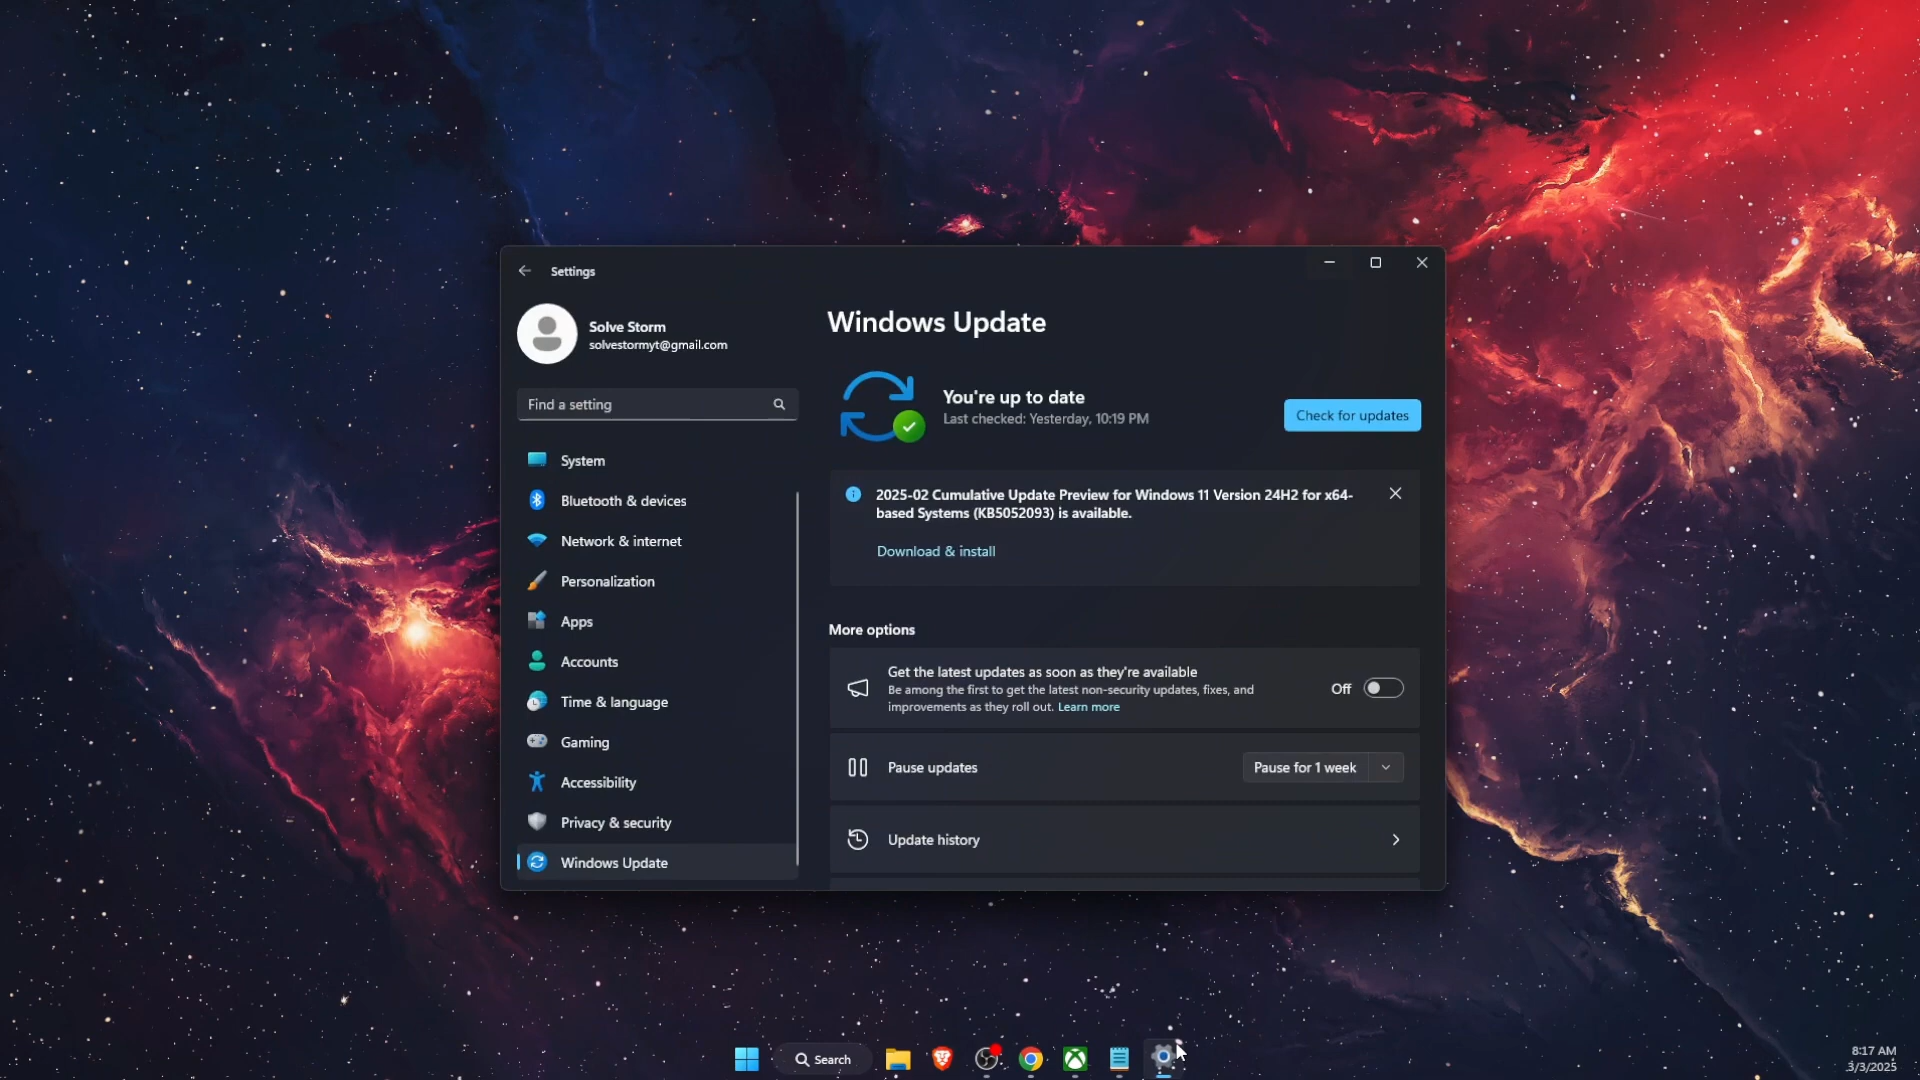 Settings
Solve Storm
solvestormyt@gmail.com
Find a setting
System
Bluetooth & devices
Network & internet
Personalization
Apps
Accounts
Time & language
Gaming
Accessibility
Privacy & security
Windows Update
Windows Update
You're up to date
Last checked: Yesterday, 10:19 PM
Check for updates
2025-02 Cumulative Update Preview for Windows 11 Version 24H2 for x64-
based Systems (KB5052093) is available.
Download & install
More options
Get the latest updates as soon as they're available
Be among the first to get the latest non-security updates, fixes, and
improvements as they roll out. Learn more
Off
Pause updates
Pause for 1 week
Update history
Search
8:17 AM
3/3/2025